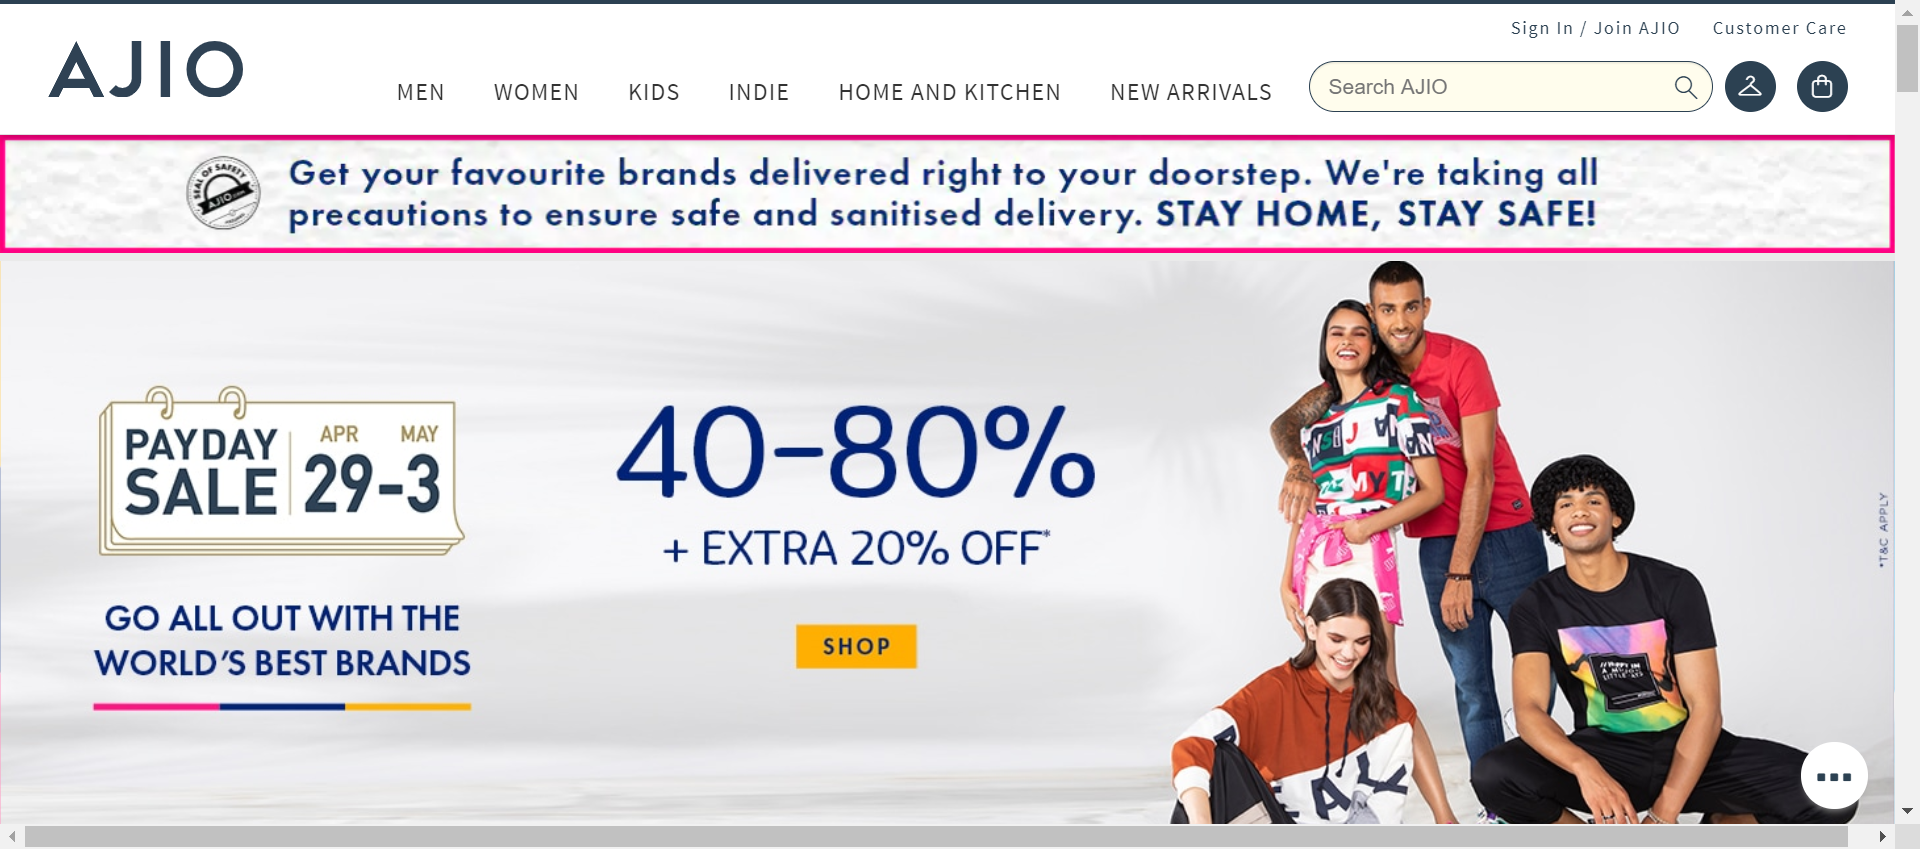 Sign In / Join AJIO Customer Care
AJIO
MEN WOMEN KIDS INDIE HOME AND KITCHEN NEW ARRIVALS
Search AJIO
SEAL OF SAFETY
AJIO
Get your favourite brands delivered right to your doorstep. We're taking all
precautions to ensure safe and sanitised delivery. STAY HOME, STAY SAFE!
PAYDAY
SALE
APR MAY
29-3
GO ALL OUT WITH THE
WORLD'S BEST BRANDS
40-80%
+ EXTRA 20% OFF*
SHOP
*T&C APPLY